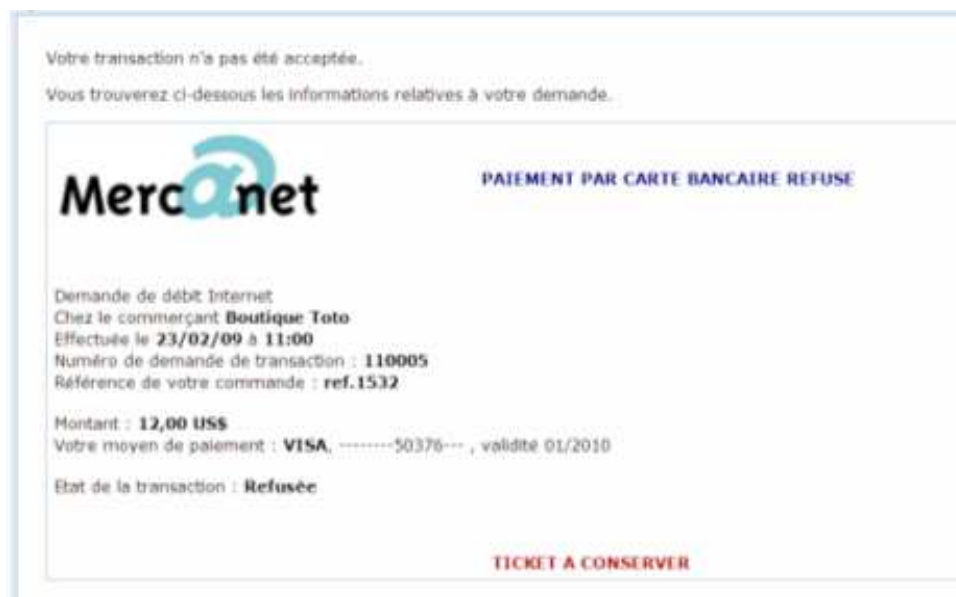 Votre transaction n'a pas été acceptée.
Vous trouverez ci-dessous les informations relatives à votre demande.
Merc@net
PAIEMENT PAR CARTE BANCAIRE REFUSE
Demande de débit Internet
Chez le commerçant Boutique Toto
Effectuée le 23/02/09 à 11:00
Numéro de demande de transaction : 110005
Référence de votre commande : ref.1532
Montant : 12,00 US$
Votre moyen de paiement : VISA, --------50376--- , validité 01/2010
Etat de la transaction : Refusée
TICKET A CONSERVER